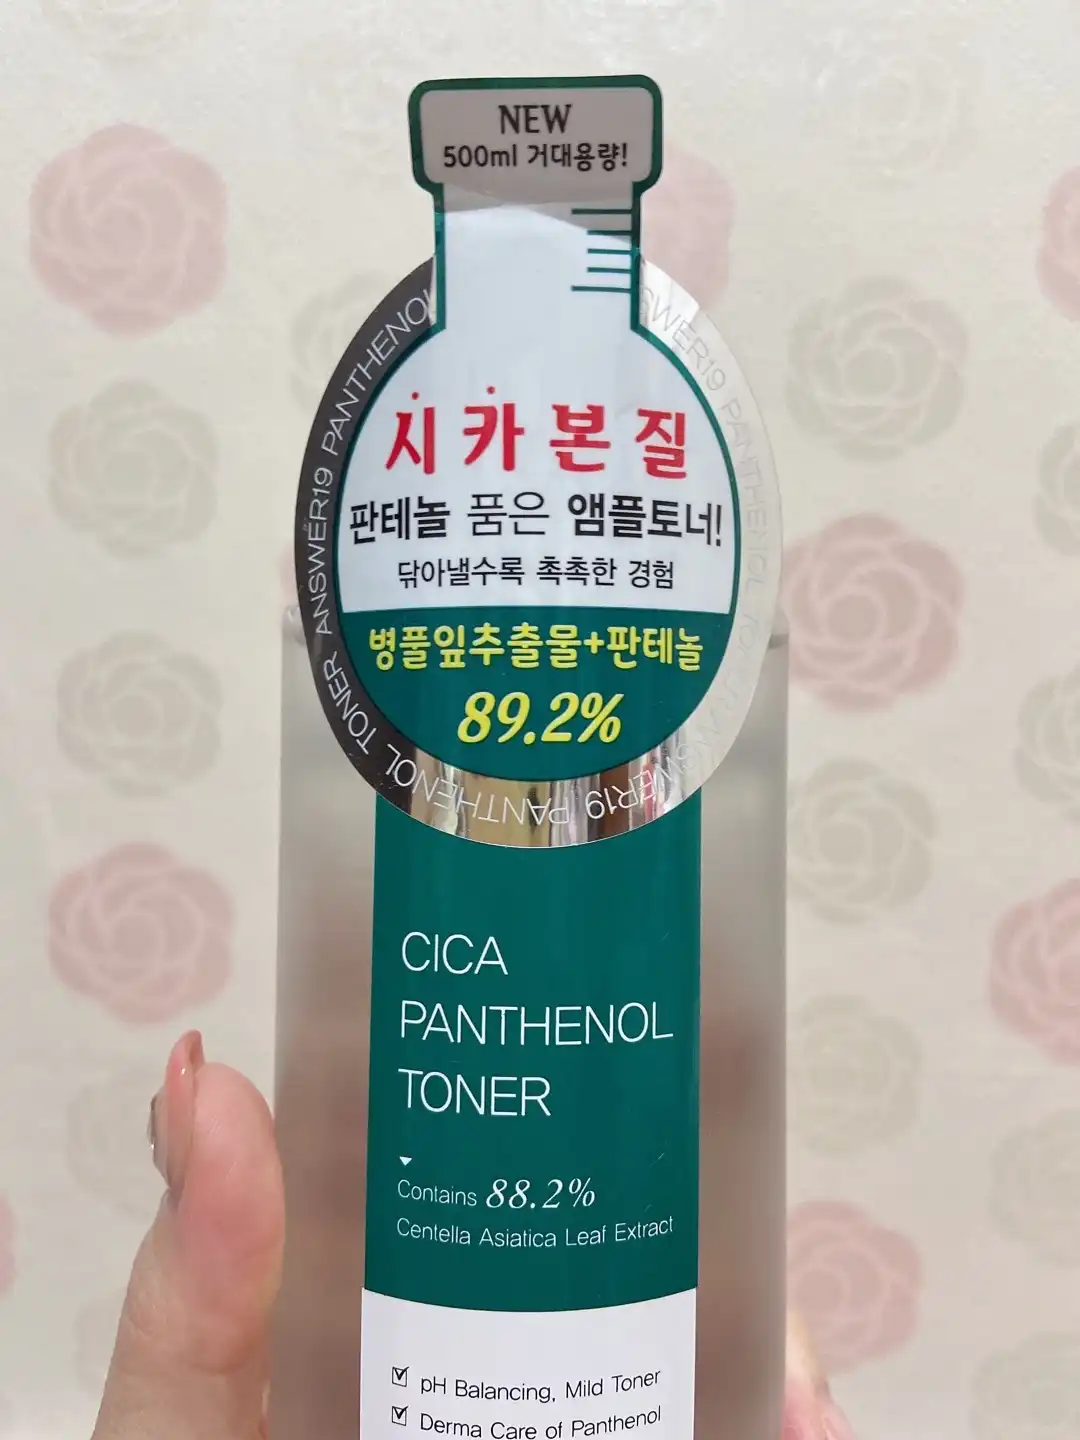 NEW
500ml 거대용량!
ANSWER19 PANTHENOL TONER ANSWER19 PANTHENOL TONER ANSWER19 PANTHENOL
시카본질
판테놀 품은 앰플토너!
닦아낼수록 촉촉한 경험
병풀잎추출물+판테놀
89.2%
CICA
PANTHENOL
TONER
Contains 88.2%
Centella Asiatica Leaf Extract
pH Balancing, Mild Toner
Derma Care of Panthenol